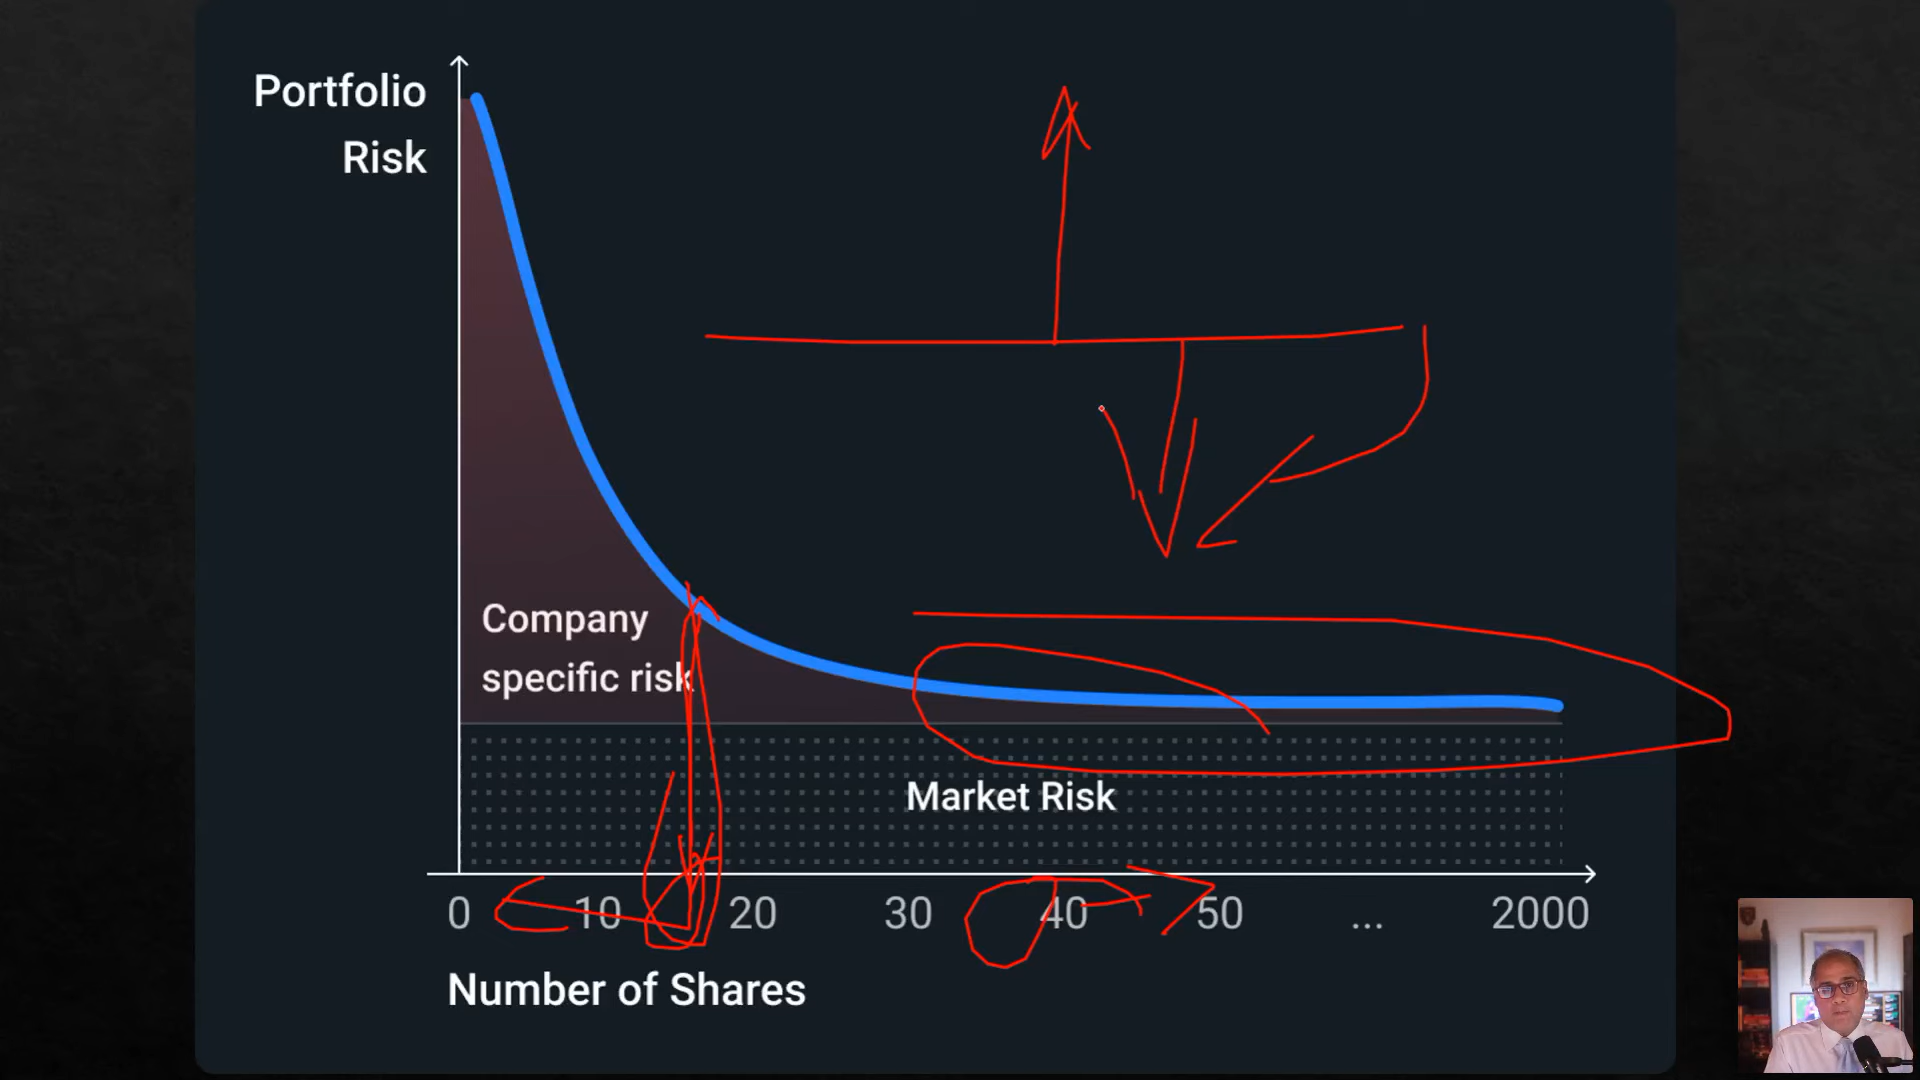 Portfolio
Risk
Company
specific risk
Market Risk
0 10 20 30 40 50 ... 2000
Number of Shares